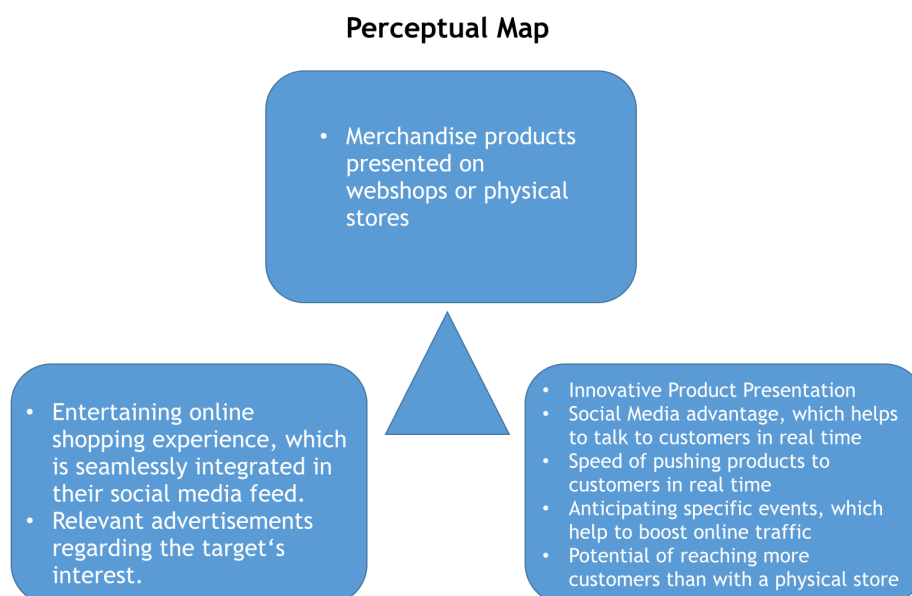 Perceptual Map
• Merchandise products
presented on
webshops or physical
stores
• Entertaining online
shopping experience, which
is seamlessly integrated in
their social media feed.
• Relevant advertisements
regarding the target‘s
interest.
• Innovative Product Presentation
• Social Media advantage, which helps
to talk to customers in real time
• Speed of pushing products to
customers in real time
• Anticipating specific events, which
help to boost online traffic
• Potential of reaching more
customers than with a physical store